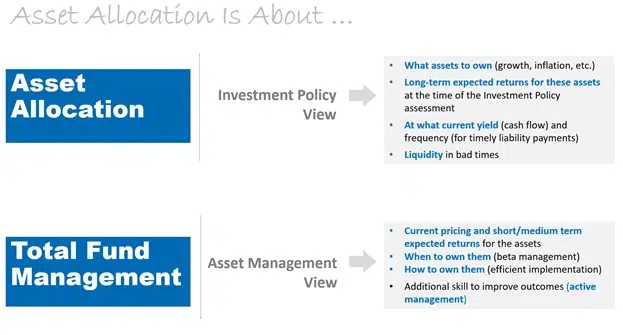 Asset Allocation Is About ...
Asset
Allocation
Investment Policy
View
• What assets to own (growth, inflation, etc.)
• Long-term expected returns for these assets
at the time of the Investment Policy
assessment
• At what current yield (cash flow) and
frequency (for timely liability payments)
• Liquidity in bad times
Total Fund
Management
Asset Management
View
• Current pricing and short/medium term
expected returns for the assets
• When to own them (beta management)
• How to own them (efficient implementation)
• Additional skill to improve outcomes (active
management)